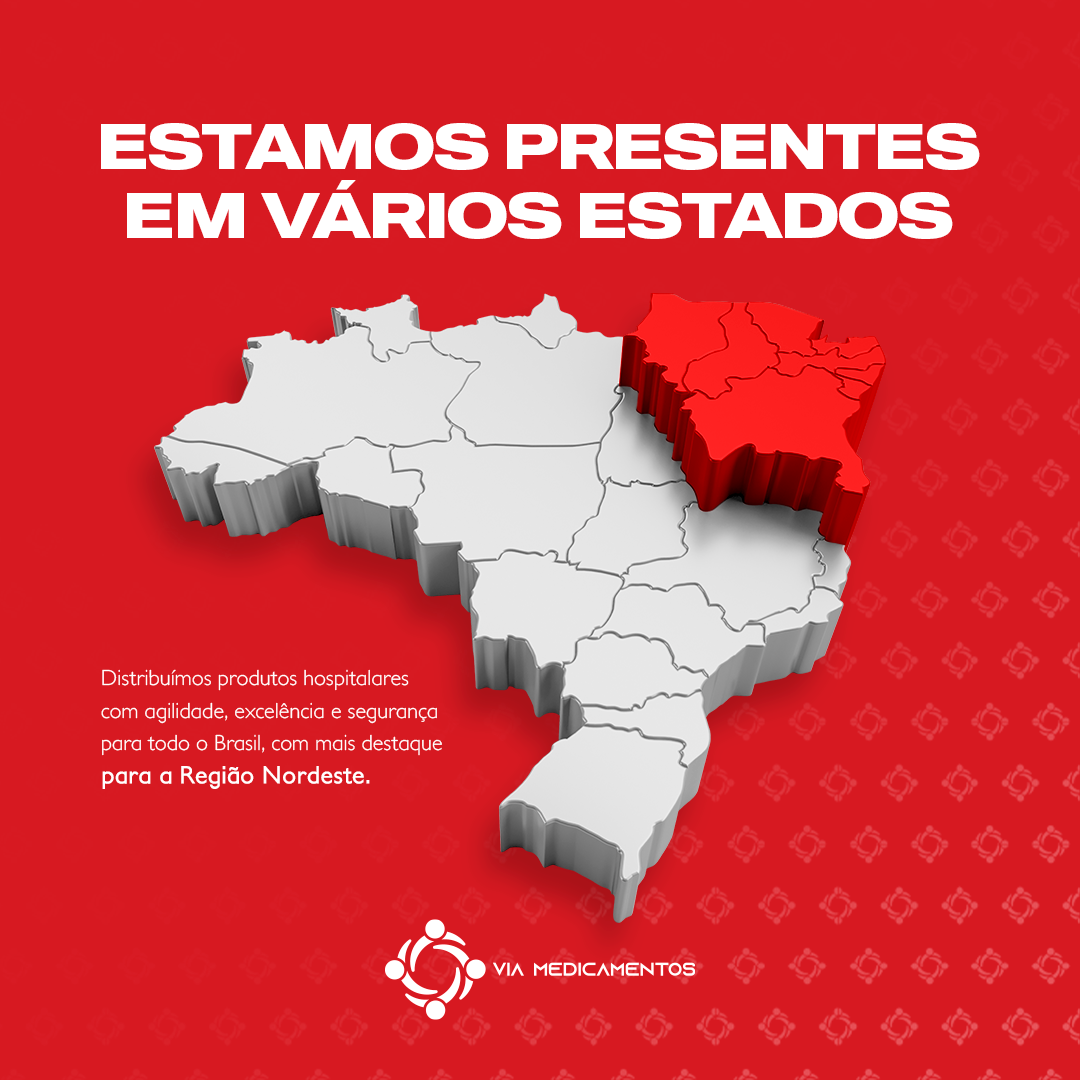 ESTAMOS PRESENTES
EM VÁRIOS ESTADOS
Distribuímos produtos hospitalares
com agilidade, excelência e segurança
para todo o Brasil, com mais destaque
para a Região Nordeste.
VIA MEDICAMENTOS